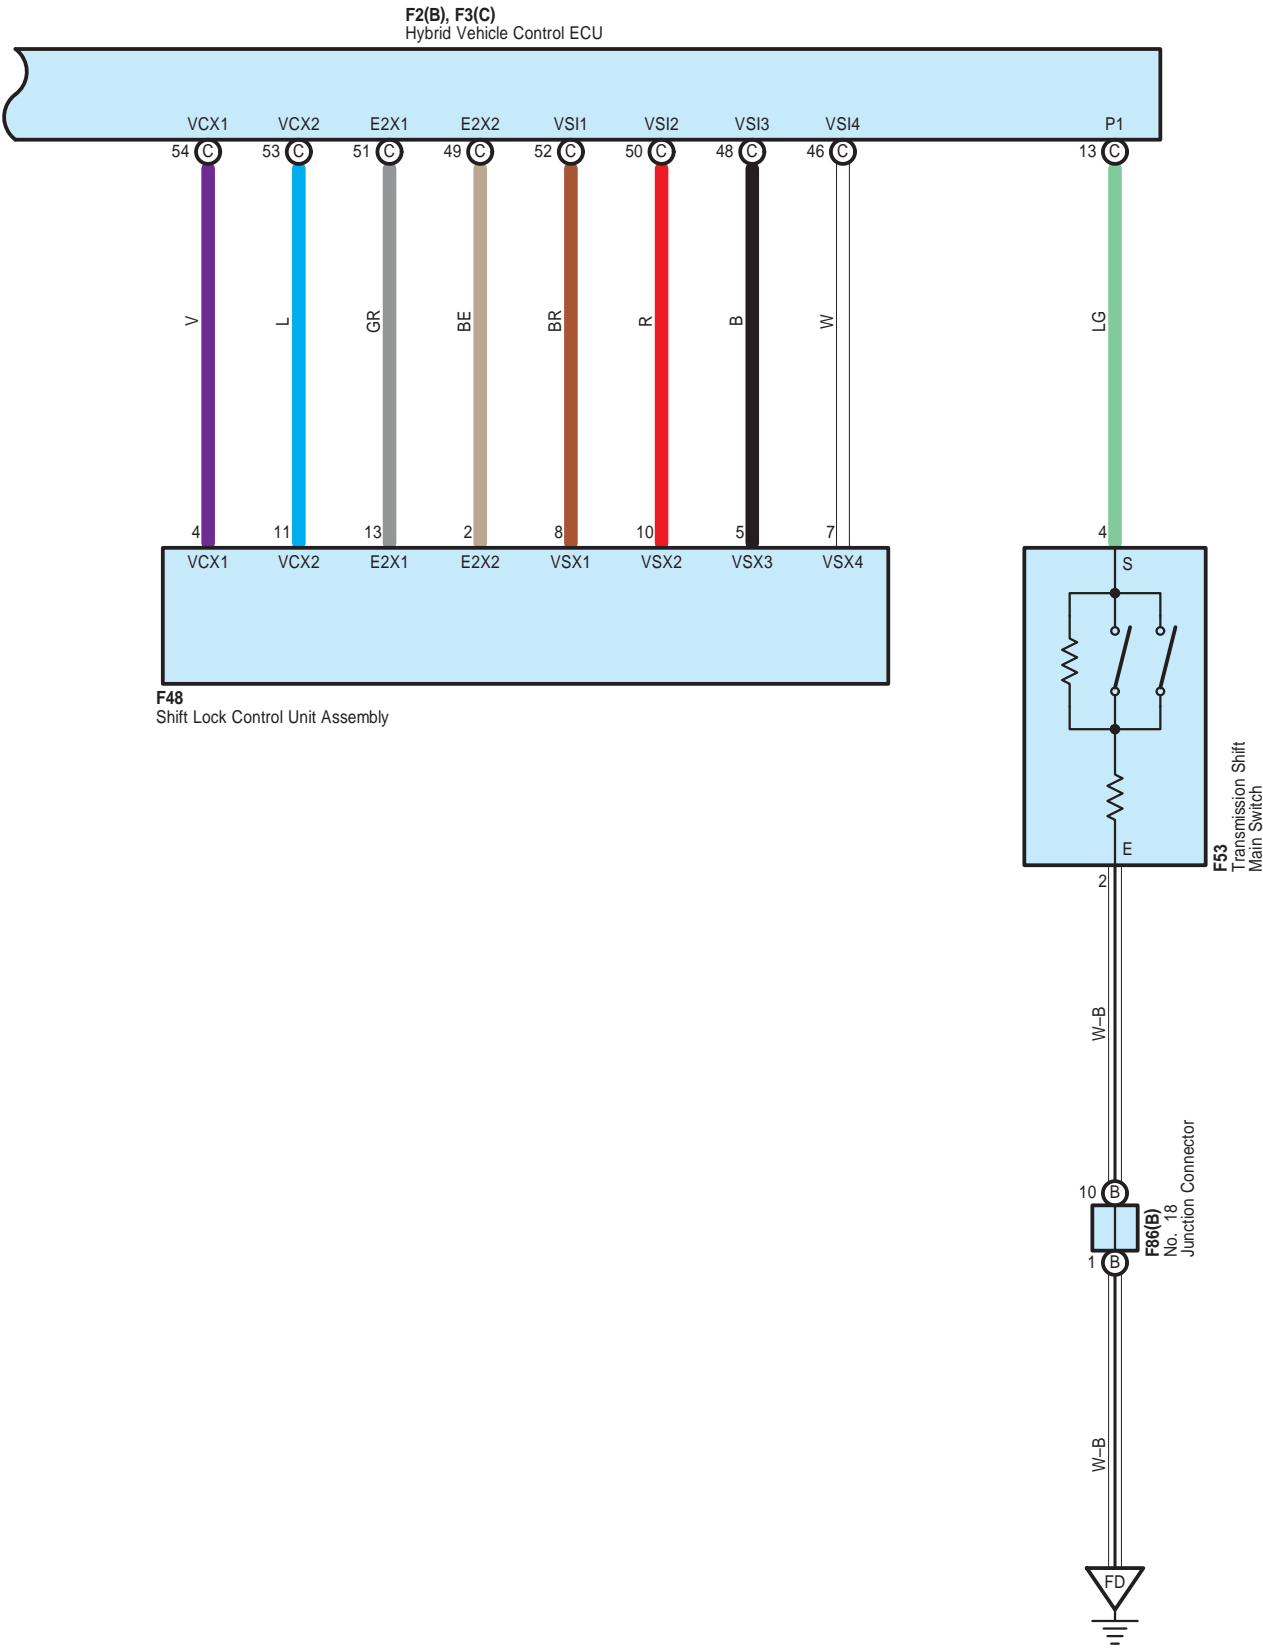 F2(B), F3(C)
Hybrid Vehicle Control ECU
VCX1 VCX2 E2X1 E2X2 VSI1 VSI2 VSI3 VSI4 P1
54 C 53 C 51 C 49 C 52 C 50 C 48 C 46 C 13 C
V L GR BE BR R B W LG
4 11 13 2 8 10 5 7 4
VCX1 VCX2 E2X1 E2X2 VSX1 VSX2 VSX3 VSX4 S
F48
Shift Lock Control Unit Assembly
E
F53
Transmission Shift
Main Switch
2
W–B
10 B
F86(B)
No. 18
Junction Connector
1 B
W–B
FD